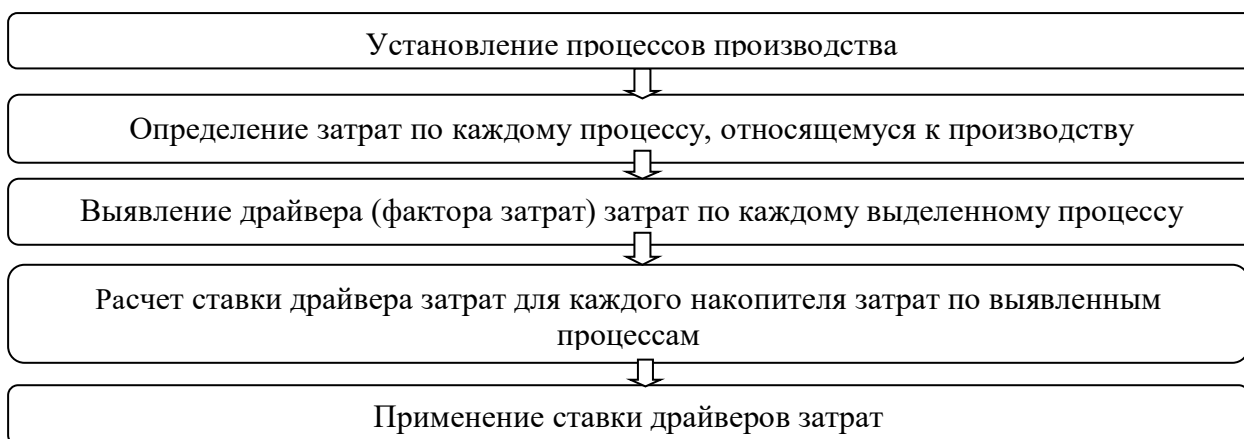 Установление процессов производства
Определение затрат по каждому процессу, относящемуся к производству
Выявление драйвера (фактора затрат) затрат по каждому выделенному процессу
Расчет ставки драйвера затрат для каждого накопителя затрат по выявленным
процессам
Применение ставки драйверов затрат